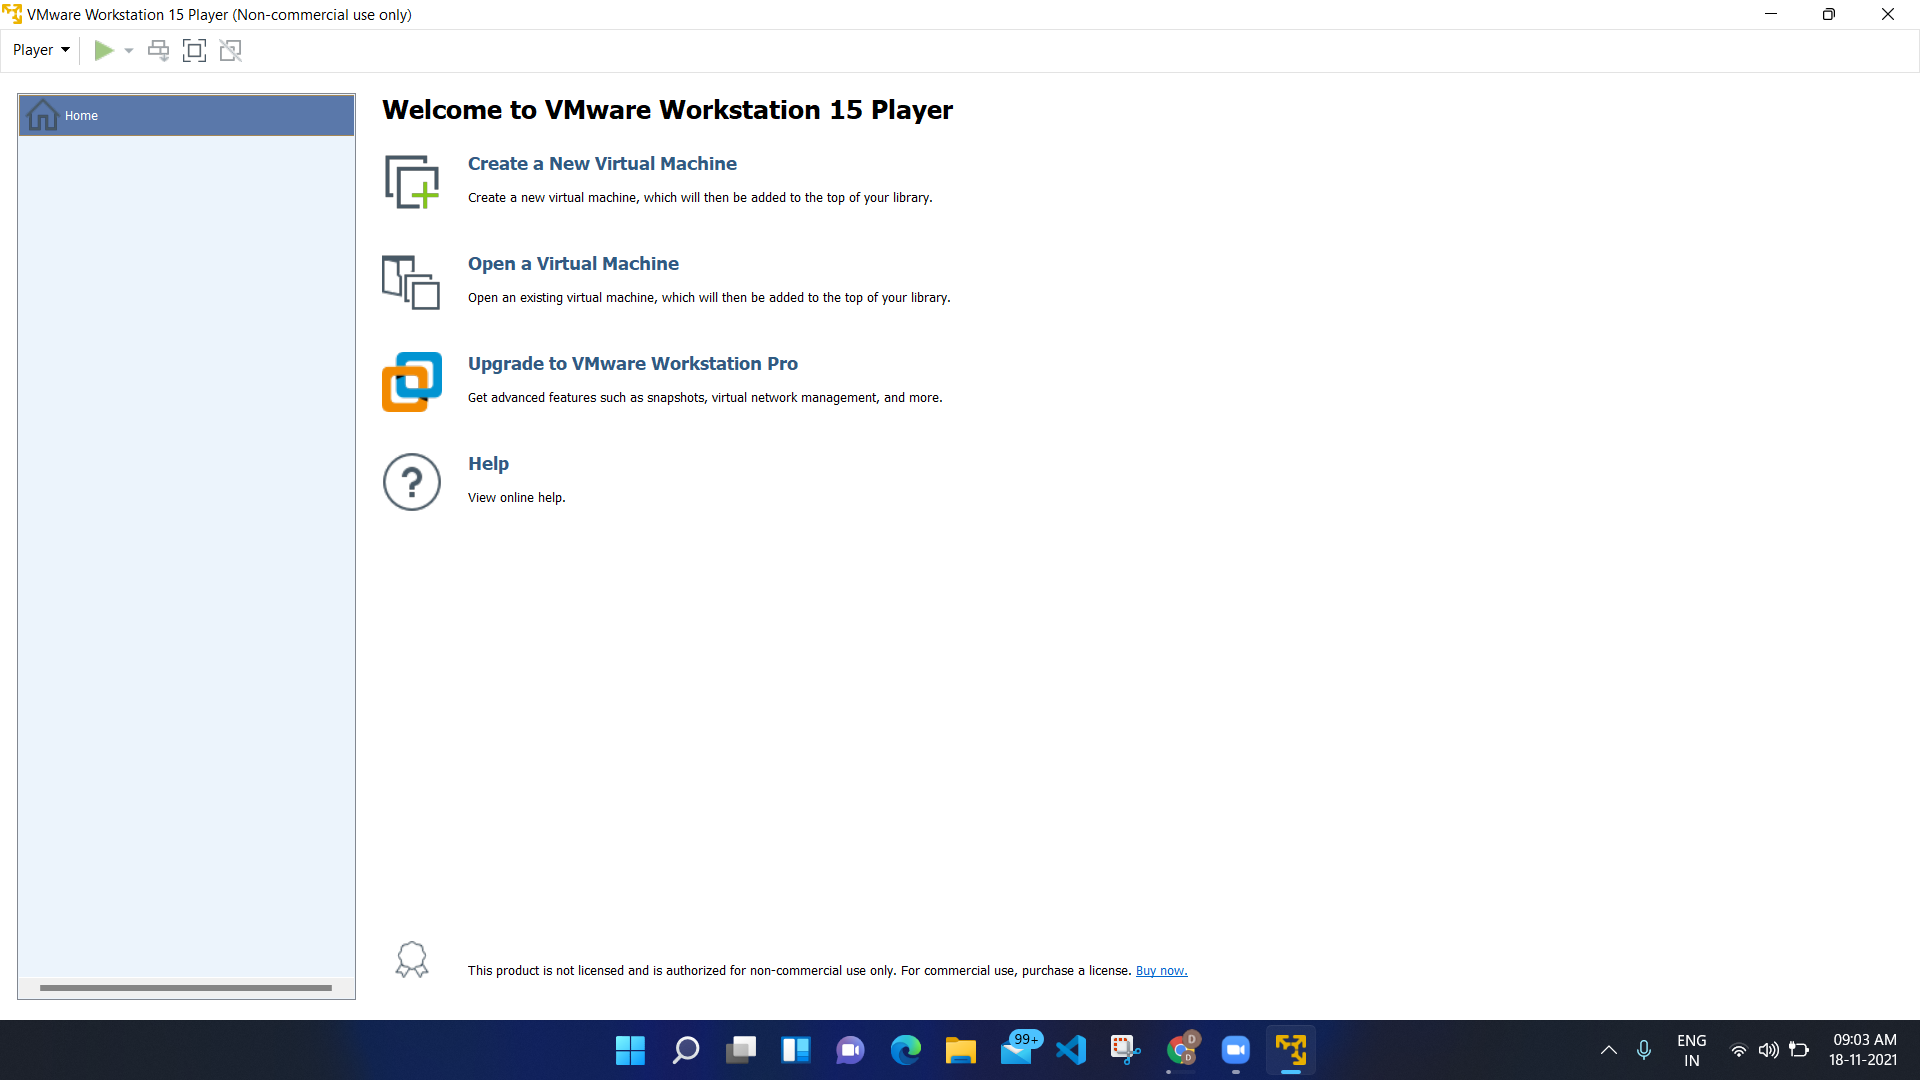 VMware Workstation 15 Player (Non-commercial use only)
Player
Home
Welcome to VMware Workstation 15 Player
Create a New Virtual Machine
Create a new virtual machine, which will then be added to the top of your library.
Open a Virtual Machine
Open an existing virtual machine, which will then be added to the top of your library.
Upgrade to VMware Workstation Pro
Get advanced features such as snapshots, virtual network management, and more.
?
Help
View online help.
This product is not licensed and is authorized for non-commercial use only. For commercial use, purchase a license. Buy now.
99+
D
D
ENG
IN
09:03 AM
18-11-2021